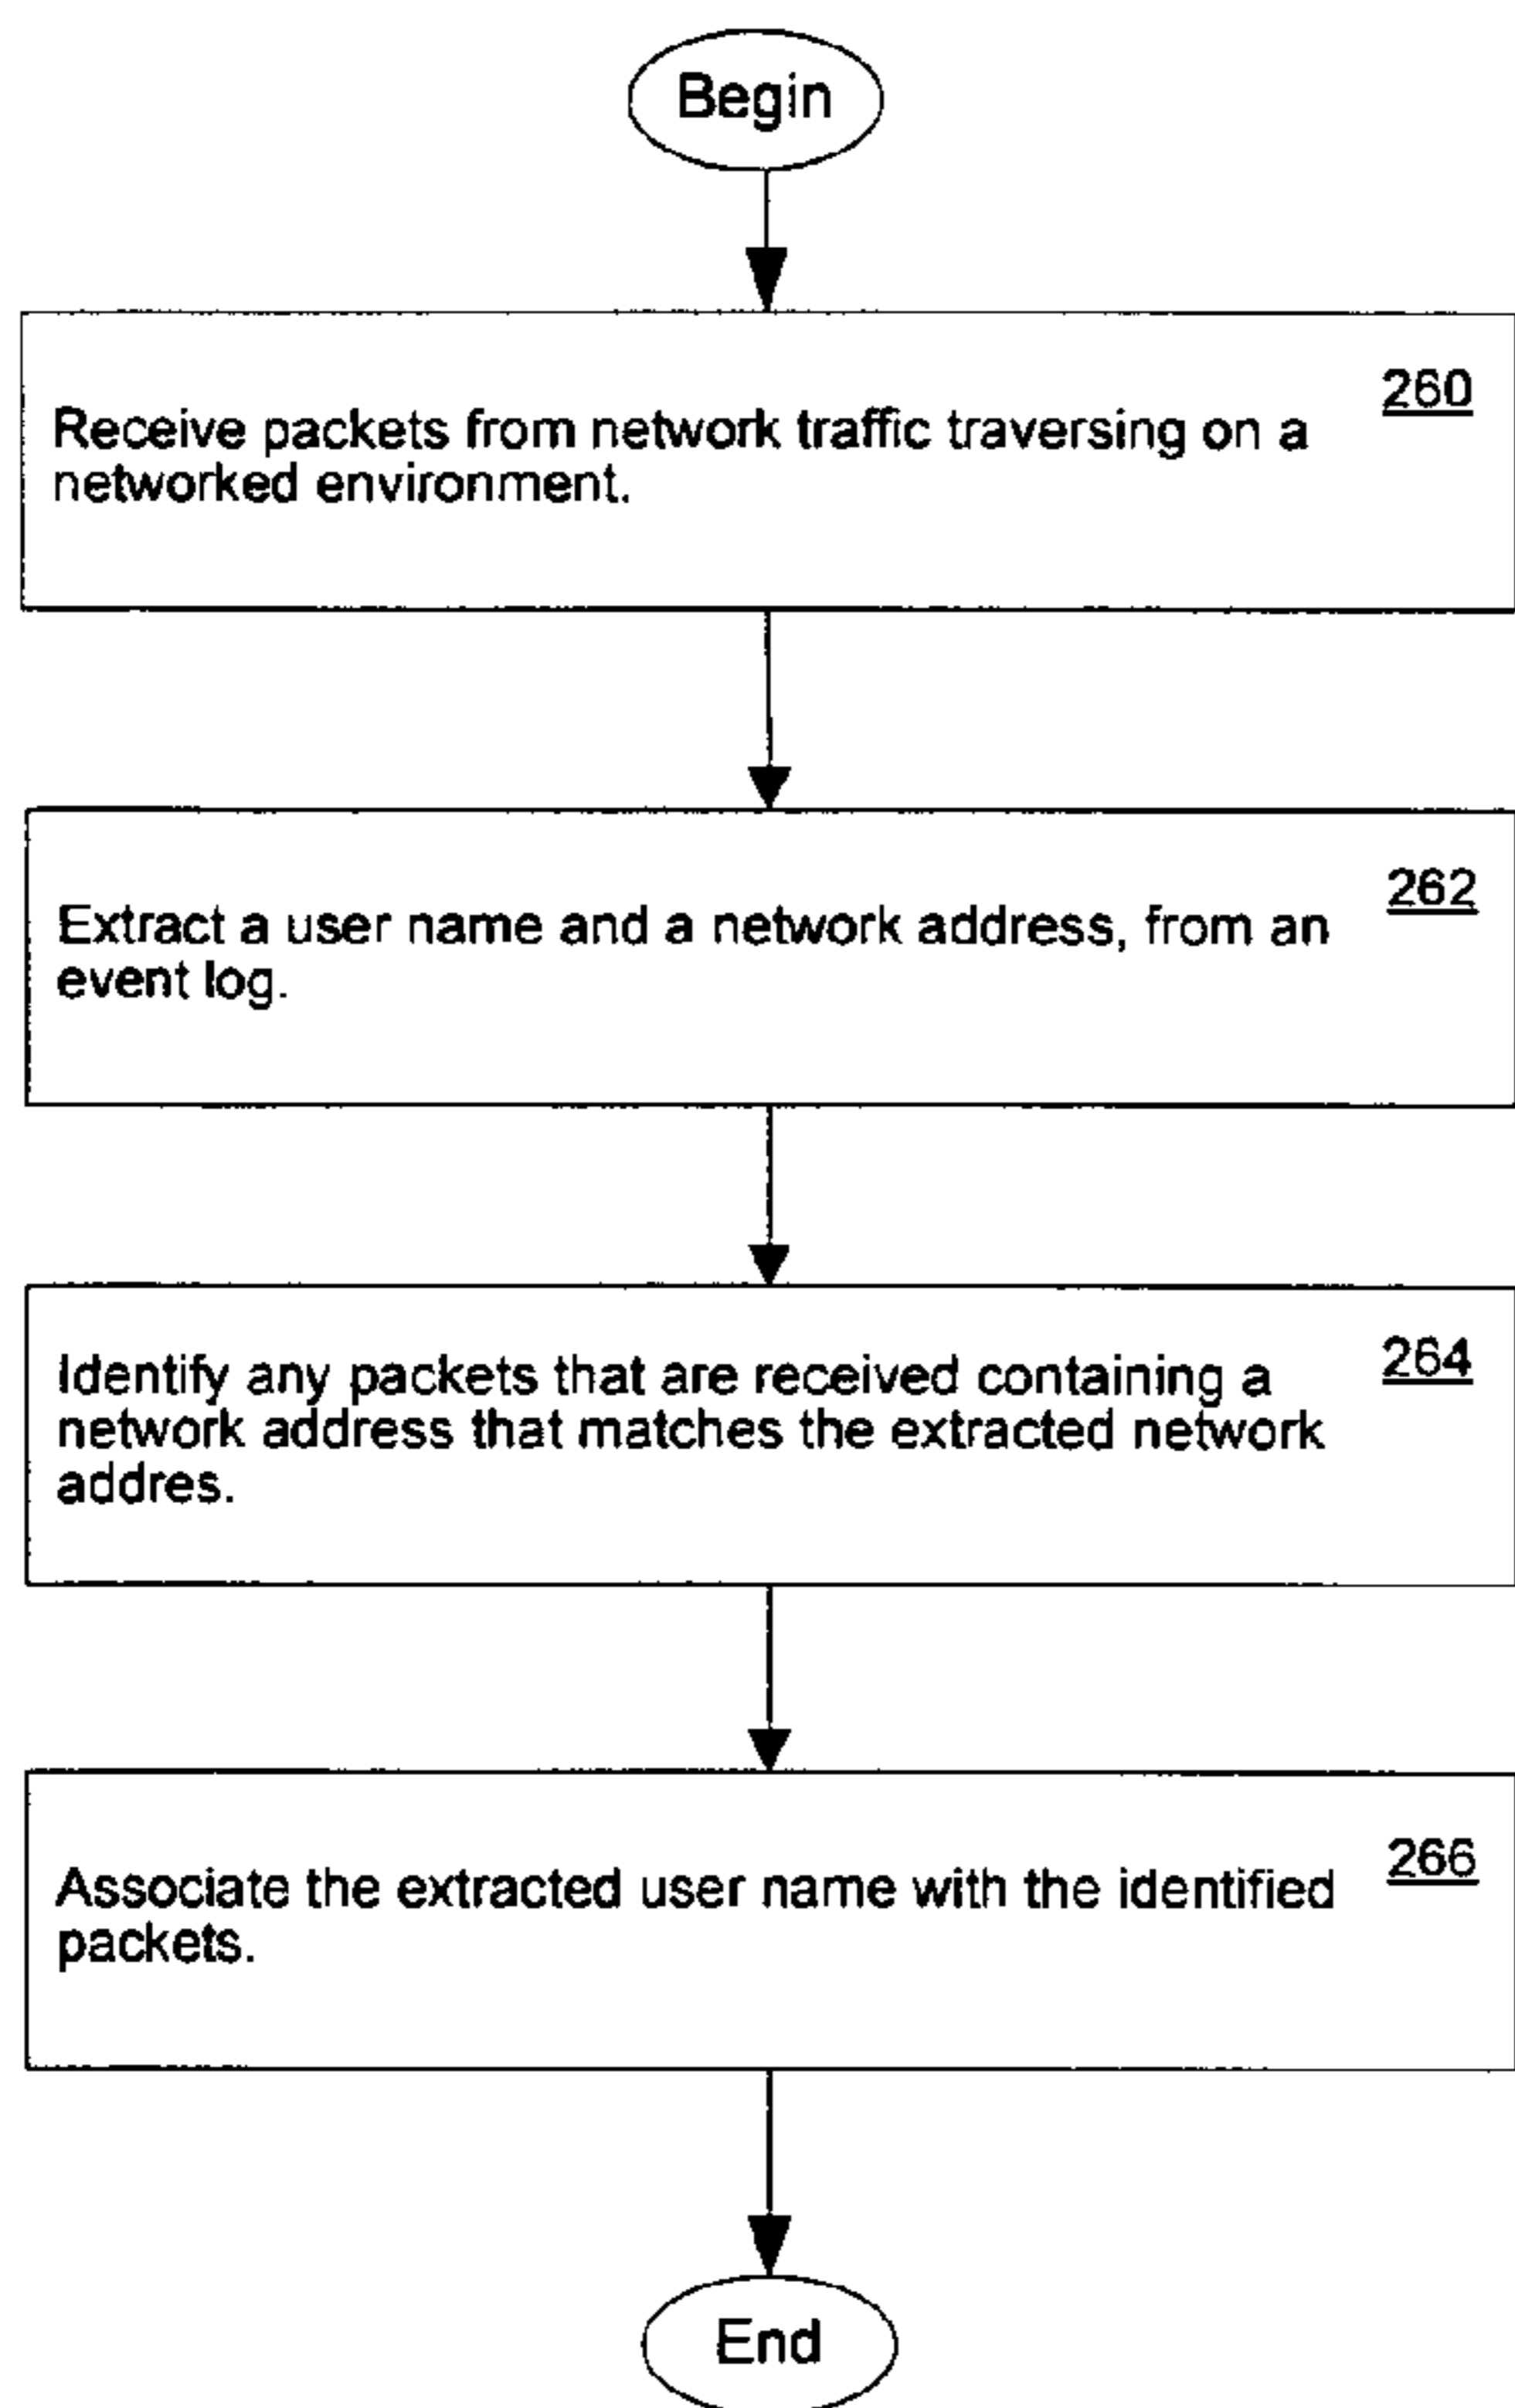 Begin
260
Receive packets from network traffic traversing on a
networked environment.
262
Extract a user name and a network address, from an
event log.
264
Identify any packets that are received containing a
network address that matches the extracted network
addres.
266
Associate the extracted user name with the identified
packets.
End